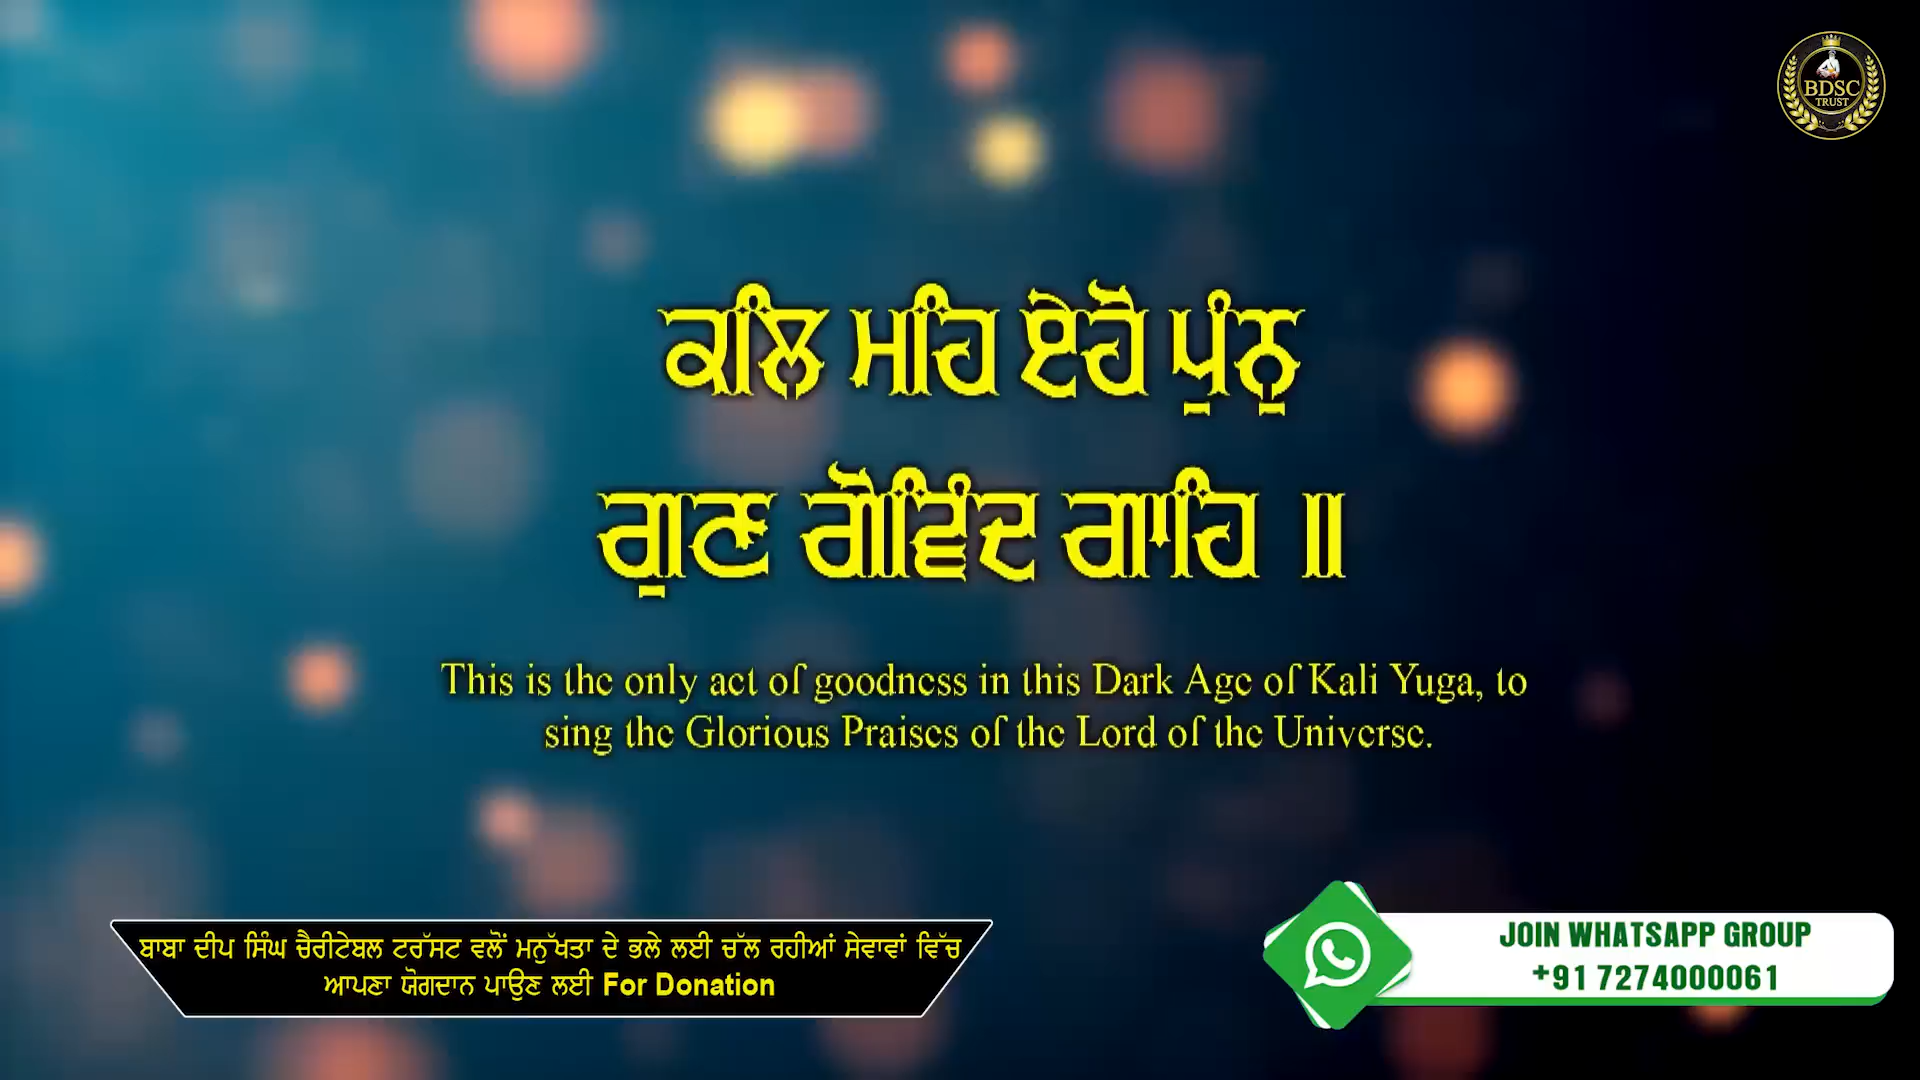 BDSC
TRUST
ਕਲਿ ਮਹਿ ਏਹੋ ਪੁੰਨੁ
ਗੁਣ ਗੋਵਿੰਦ ਗਾਹਿ ॥
This is the only act of goodness in this Dark Age of Kali Yuga, to
sing the Glorious Praises of the Lord of the Universe.
ਬਾਬਾ ਦੀਪ ਸਿੰਘ ਚੈਰੀਟੇਬਲ ਟਰੱਸਟ ਵਲੋਂ ਮਨੁੱਖਤਾ ਦੇ ਭਲੇ ਲਈ ਚੱਲ ਰਹੀਆਂ ਸੇਵਾਵਾਂ ਵਿੱਚ
ਆਪਣਾ ਯੋਗਦਾਨ ਪਾਉਣ ਲਈ For Donation
JOIN WHATSAPP GROUP
+91 7274000061